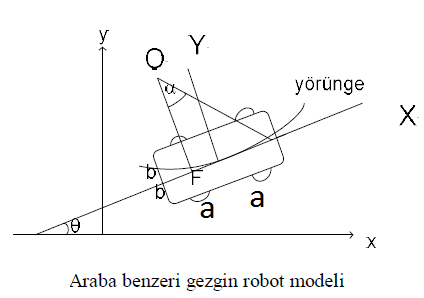 y
Y
O
α
yörünge
X
b
F
b
a
a
θ
x
Araba benzeri gezgin robot modeli